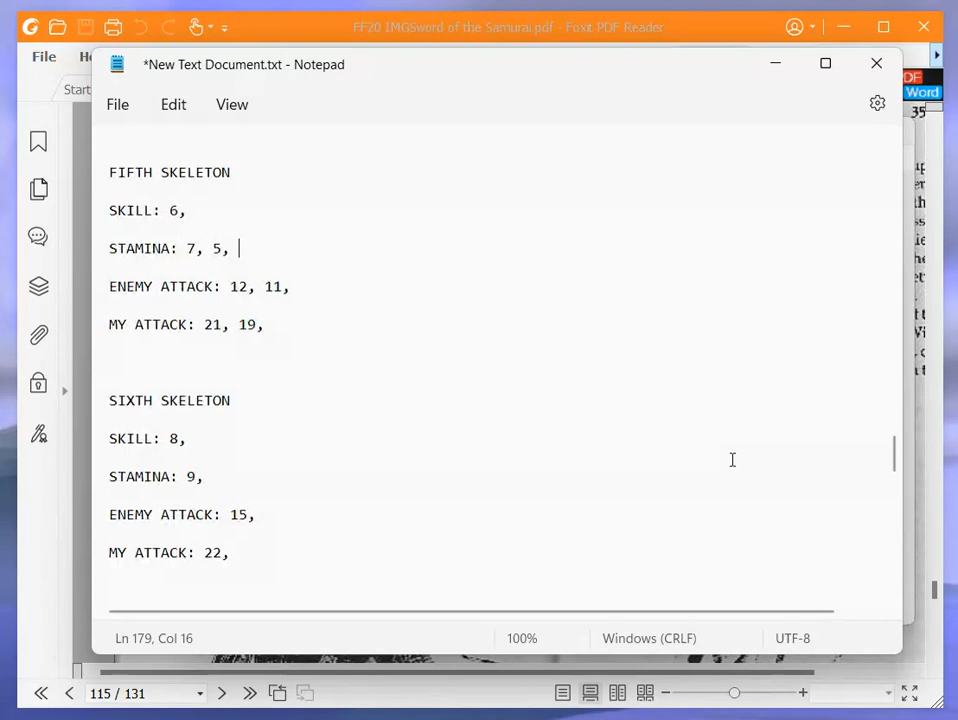 FF20 IMGSword of the Samurai.pdf - Foxit PDF Reader
File
Start
*New Text Document.txt - Notepad
File Edit View
DF
Word
35
FIFTH SKELETON
SKILL: 6,
STAMINA: 7, 5,
ENEMY ATTACK: 12, 11,
MY ATTACK: 21, 19,
SIXTH SKELETON
SKILL: 8,
STAMINA: 9,
ENEMY ATTACK: 15,
MY ATTACK: 22,
Ln 179, Col 16 100% Windows (CRLF) UTF-8
115 / 131